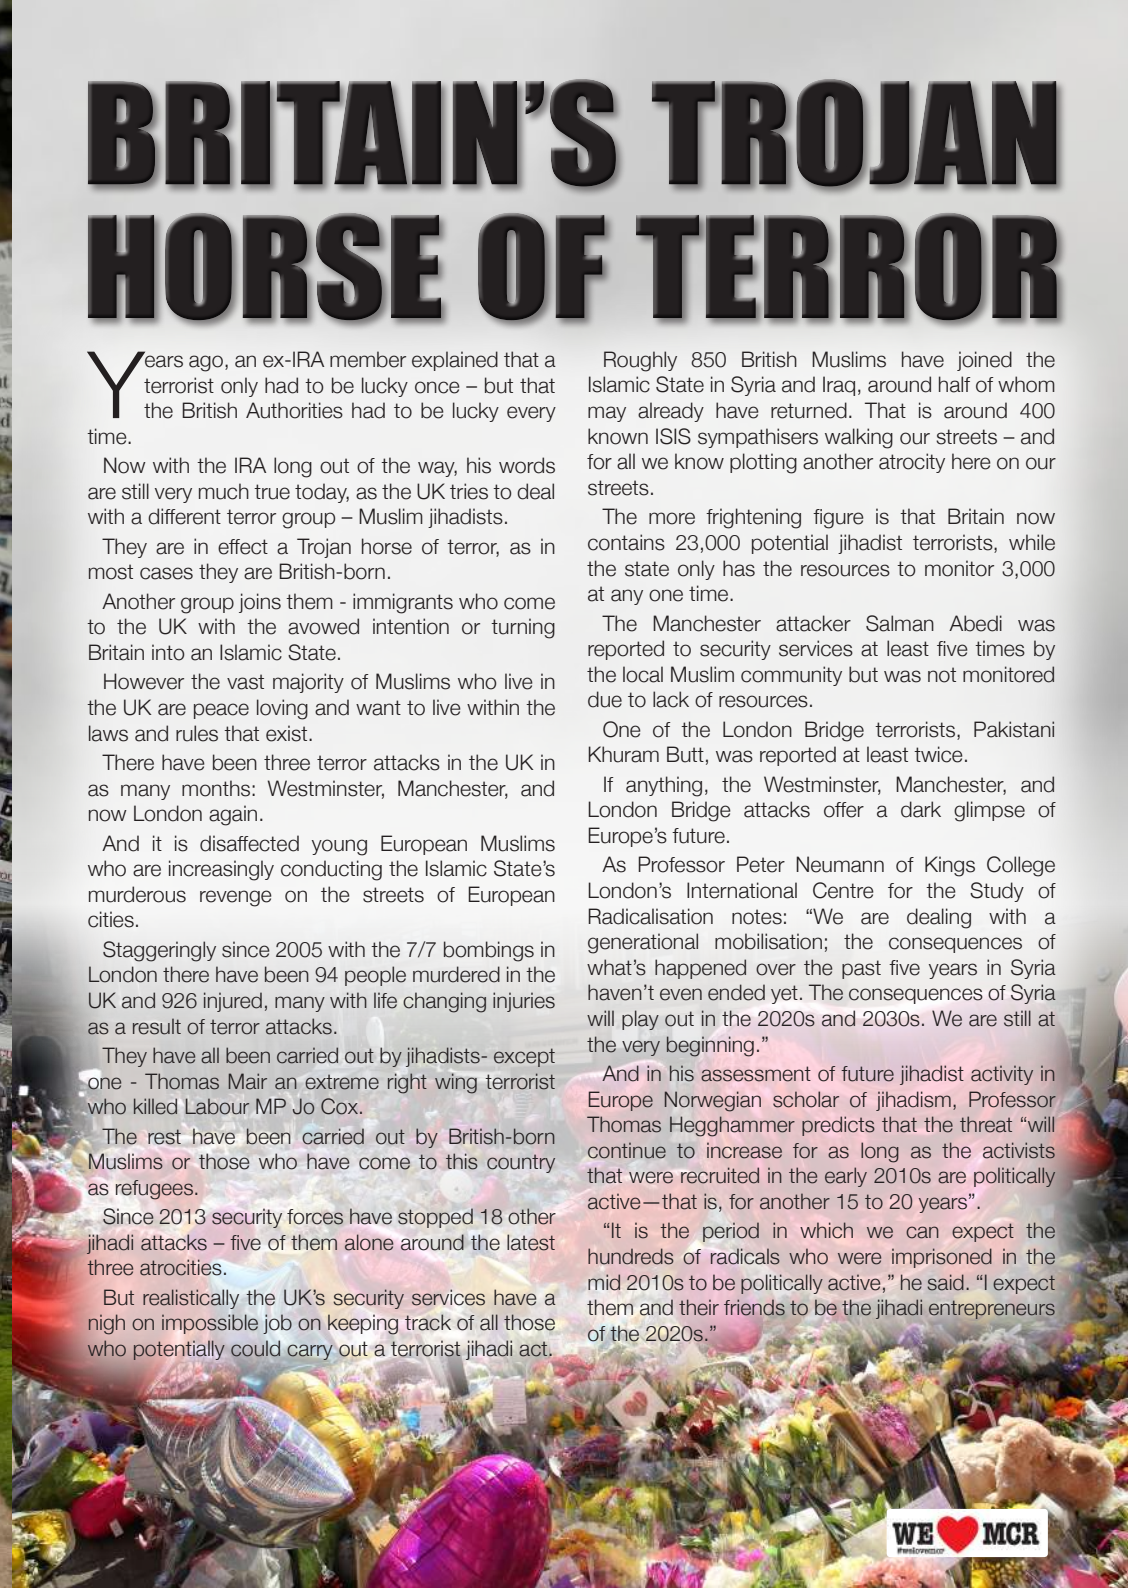 BRITAIN'S TROJAN
HORSE OF TERROR
Years ago, an ex-IRA member explained that a
terrorist only had to be lucky once – but that
the British Authorities had to be lucky every
time.
Now with the IRA long out of the way, his words
are still very much true today, as the UK tries to deal
with a different terror group – Muslim jihadists.
They are in effect a Trojan horse of terror, as in
most cases they are British-born.
Another group joins them - immigrants who come
to the UK with the avowed intention or turning
Britain into an Islamic State.
However the vast majority of Muslims who live in
the UK are peace loving and want to live within the
laws and rules that exist.
There have been three terror attacks in the UK in
as many months: Westminster, Manchester, and
now London again.
And it is disaffected young European Muslims
who are increasingly conducting the Islamic State's
murderous revenge on the streets of European
cities.
Staggeringly since 2005 with the 7/7 bombings in
London there have been 94 people murdered in the
UK and 926 injured, many with life changing injuries
as a result of terror attacks.
They have all been carried out by jihadists- except
one - Thomas Mair an extreme right wing terrorist
who killed Labour MP Jo Cox.
The rest have been carried out by British-born
Muslims or those who have come to this country
as refugees.
Since 2013 security forces have stopped 18 other
jihadi attacks – five of them alone around the latest
three atrocities.
But realistically the UK's security services have a
nigh on impossible job on keeping track of all those
who potentially could carry out a terrorist jihadi act.
Roughly 850 British Muslims have joined the
Islamic State in Syria and Iraq, around half of whom
may already have returned. That is around 400
known ISIS sympathisers walking our streets – and
for all we know plotting another atrocity here on our
streets.
The more frightening figure is that Britain now
contains 23,000 potential jihadist terrorists, while
the state only has the resources to monitor 3,000
at any one time.
The Manchester attacker Salman Abedi was
reported to security services at least five times by
the local Muslim community but was not monitored
due to lack of resources.
One of the London Bridge terrorists, Pakistani
Khuram Butt, was reported at least twice.
If anything, the Westminster, Manchester, and
London Bridge attacks offer a dark glimpse of
Europe's future.
As Professor Peter Neumann of Kings College
London's International Centre for the Study of
Radicalisation notes: “We are dealing with a
generational mobilisation; the consequences of
what's happened over the past five years in Syria
haven't even ended yet. The consequences of Syria
will play out in the 2020s and 2030s. We are still at
the very beginning.”
And in his assessment of future jihadist activity in
Europe Norwegian scholar of jihadism, Professor
Thomas Hegghammer predicts that the threat “will
continue to increase for as long as the activists
that were recruited in the early 2010s are politically
active—that is, for another 15 to 20 years”.
“It is the period in which we can expect the
hundreds of radicals who were imprisoned in the
mid 2010s to be politically active,” he said. “I expect
them and their friends to be the jihadi entrepreneurs
of the 2020s.”
WE MCR
#welovemcr